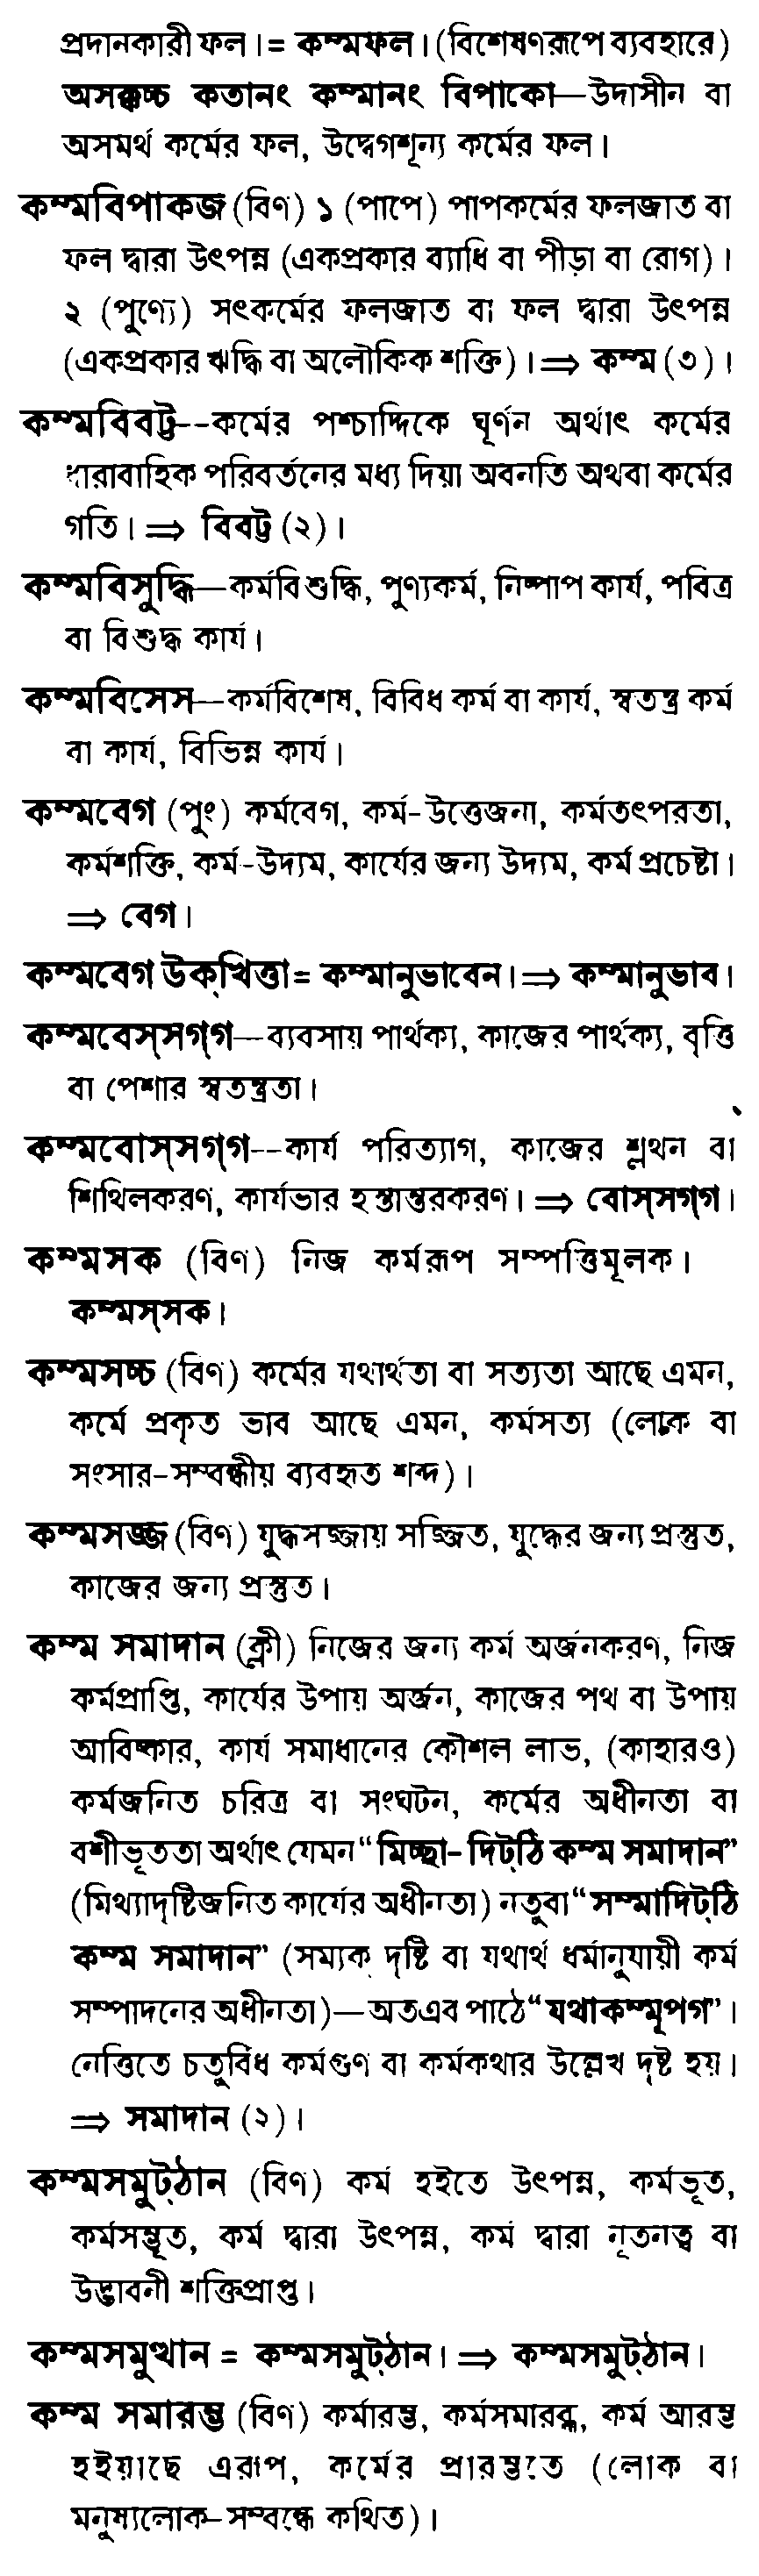 প্রদানকারী ফল। = কম্মফল। (বিশেষণরূপে ব্যবহারে)
অসক্কচ্চ কতানং কম্মানং বিপাকো—উদাসীন বা
অসমর্থ কর্মের ফল, উদ্বেগশূন্য কর্মের ফল।
কম্মবিপাকজ (বিণ) ১ (পাপে) পাপকর্মের ফলজাত বা
ফল দ্বারা উৎপন্ন (একপ্রকার ব্যাধি বা পীড়া বা রোগ)।
২ (পুণ্যে) সৎকর্মের ফলজাত বা ফল দ্বারা উৎপন্ন
(একপ্রকার ঋদ্ধি বা অলৌকিক শক্তি)। ⇒ কম্ম (৩)।
কম্মবিবট্ট--কর্মের পশ্চাদ্দিকে ঘূর্ণন অর্থাৎ কর্মের
ধারাবাহিক পরিবর্তনের মধ্য দিয়া অবনতি অথবা কর্মের
গতি। ⇒ বিবট্ট (২)।
কম্মবিসুদ্ধি—কর্মবিশুদ্ধি, পুণ্যকর্ম, নিষ্পাপ কার্য, পবিত্র
বা বিশুদ্ধ কার্য।
কম্মবিসেস—কর্মবিশেষ, বিবিধ কর্ম বা কার্য, স্বতন্ত্র কর্ম
বা কার্য, বিভিন্ন কার্য।
কম্মবেগ (পুং) কর্মবেগ, কর্ম-উত্তেজনা, কর্মতৎপরতা,
কর্মশক্তি, কর্ম-উদ্যম, কার্যের জন্য উদ্যম, কর্ম প্রচেষ্টা।
⇒ বেগ।
কম্মবেগ উক্‌খিত্তা = কম্মানুভাবেন। ⇒ কম্মানুভাব।
কম্মবেস্‌সগ্‌গ—ব্যবসায় পার্থক্য, কাজের পার্থক্য, বৃত্তি
বা পেশার স্বতন্ত্রতা।
কম্মবোস্‌সগ্‌গ--কার্য পরিত্যাগ, কাজের শ্লথন বা
শিথিলকরণ, কার্যভার হস্তান্তরকরণ। ⇒ বোস্‌সগ্‌গ।
কম্মসক (বিণ) নিজ কর্মরূপ সম্পত্তিমূলক।
কম্মস্‌সক।
কম্মসচ্চ (বিণ) কর্মের যথার্থতা বা সত্যতা আছে এমন,
কর্মে প্রকৃত ভাব আছে এমন, কর্মসত্য (লোক বা
সংসার-সম্বন্ধীয় ব্যবহৃত শব্দ)।
কম্মসজ্জ (বিণ) যুদ্ধসজ্জায় সজ্জিত, যুদ্ধের জন্য প্রস্তুত,
কাজের জন্য প্রস্তুত।
কম্ম সমাদান (ক্লী) নিজের জন্য কর্ম অর্জনকরণ, নিজ
কর্মপ্রাপ্তি, কার্যের উপায় অর্জন, কাজের পথ বা উপায়
আবিষ্কার, কার্য সমাধানের কৌশল লাভ, (কাহারও)
কর্মজনিত চরিত্র বা সংঘটন, কর্মের অধীনতা বা
বশীভূততা অর্থাৎ যেমন “মিচ্ছা-দিট্‌ঠি কম্ম সমাদান”
(মিথ্যাদৃষ্টিজনিত কার্যের অধীনতা) নতুবা “সম্মাদিট্‌ঠি
কম্ম সমাদান” (সম্যক্ দৃষ্টি বা যথার্থ ধর্মানুযায়ী কর্ম
সম্পাদনের অধীনতা)—অতএব পাঠে “যথাকম্মূপগ”।
নেত্তিতে চতুর্বিধ কর্মগুণ বা কর্মকথার উল্লেখ দৃষ্ট হয়।
⇒ সমাদান (২)।
কম্মসমুট্‌ঠান (বিণ) কর্ম হইতে উৎপন্ন, কর্মভূত,
কর্মসম্ভূত, কর্ম দ্বারা উৎপন্ন, কর্ম দ্বারা নূতনত্ব বা
উদ্ভাবনী শক্তিপ্রাপ্ত।
কম্মসমুত্থান = কম্মসমুট্‌ঠান। ⇒ কম্মসমুট্‌ঠান।
কম্ম সমারম্ভ (বিণ) কর্মারম্ভ, কর্মসমারব্ধ, কর্ম আরম্ভ
হইয়াছে এরূপ, কর্মের প্রারম্ভতে (লোক বা
মনুষ্যলোক-সম্বন্ধে কথিত)।